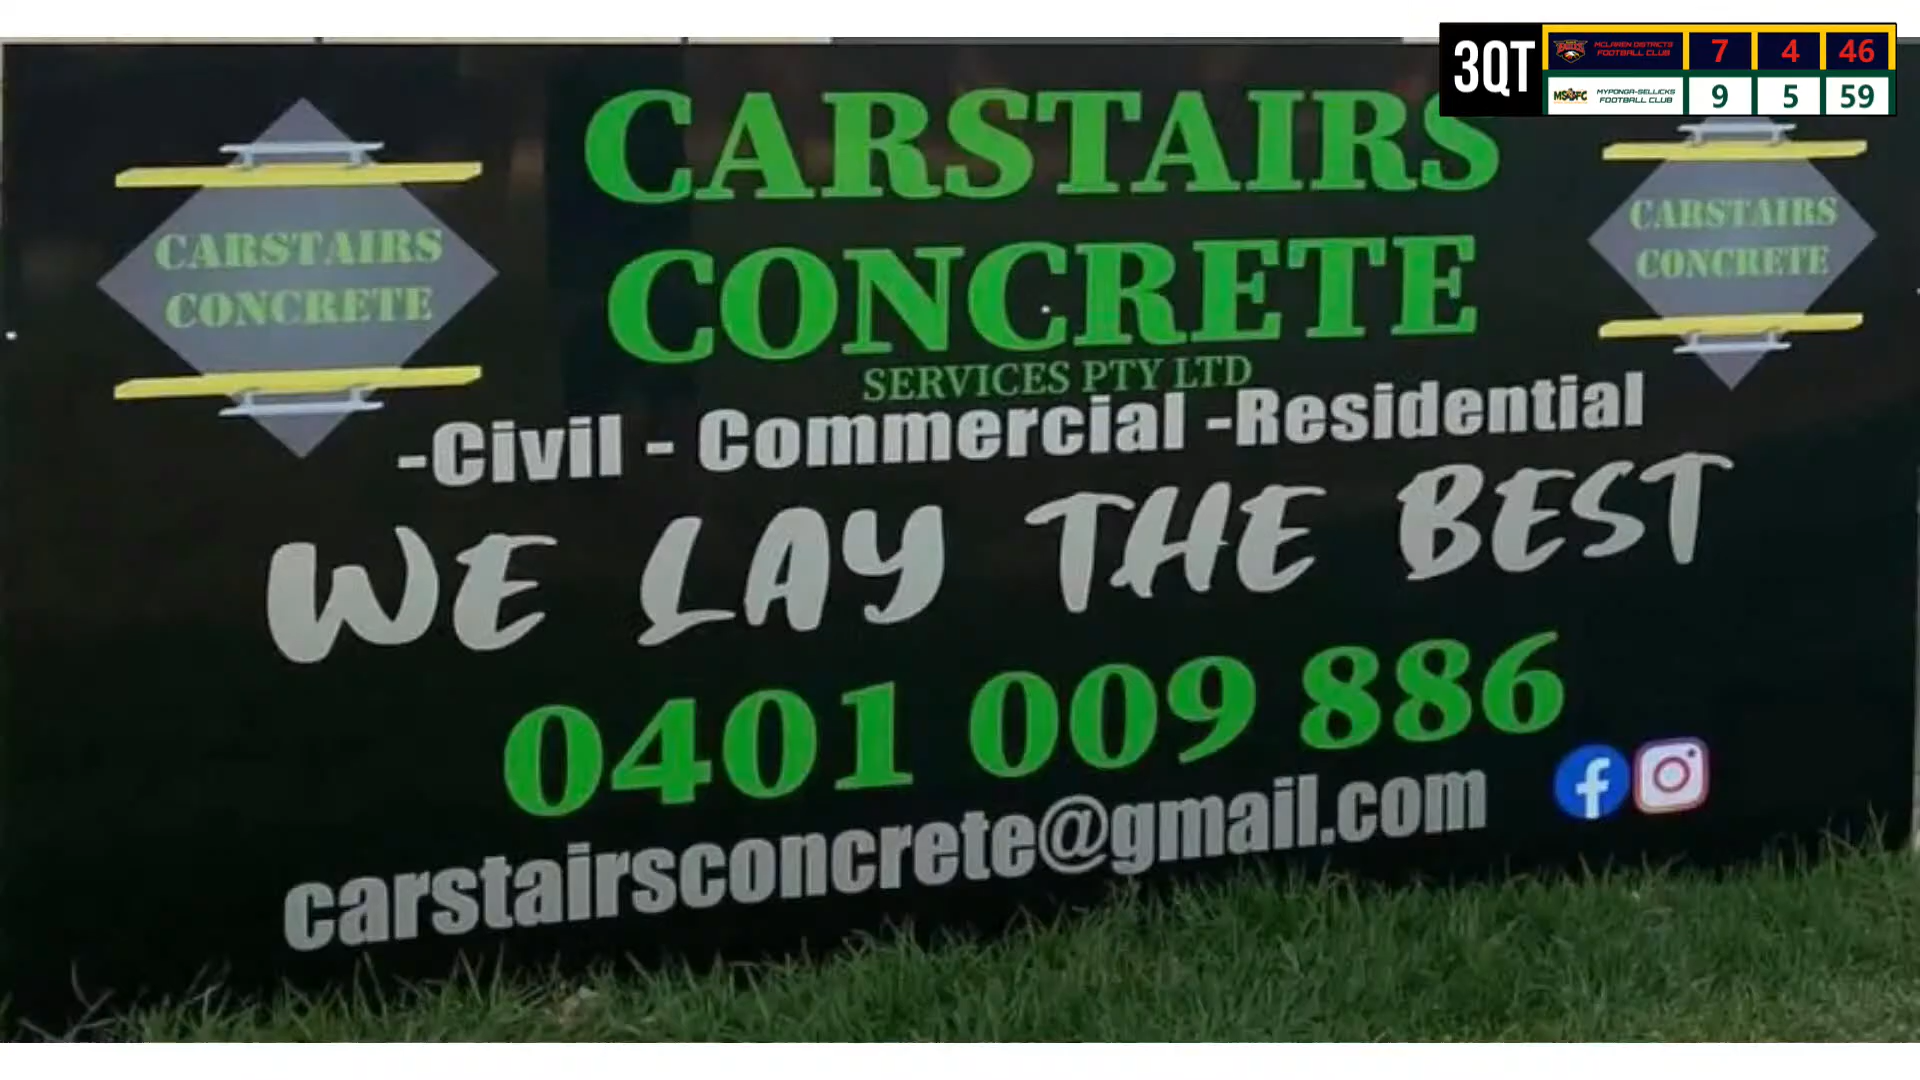 3QT
MCLAREN DISTRICTS
FOOTBALL CLUB
7 4 46
MSFC
MYPONGA-SELLICKS
FOOTBALL CLUB
9 5 59
CARSTAIRS
CONCRETE
SERVICES PTY LTD
CARSTAIRS
CONCRETE
CARSTAIRS
CONCRETE
-Civil - Commercial -Residential
WE LAY THE BEST
0401 009 886
carstairsconcrete@gmail.com